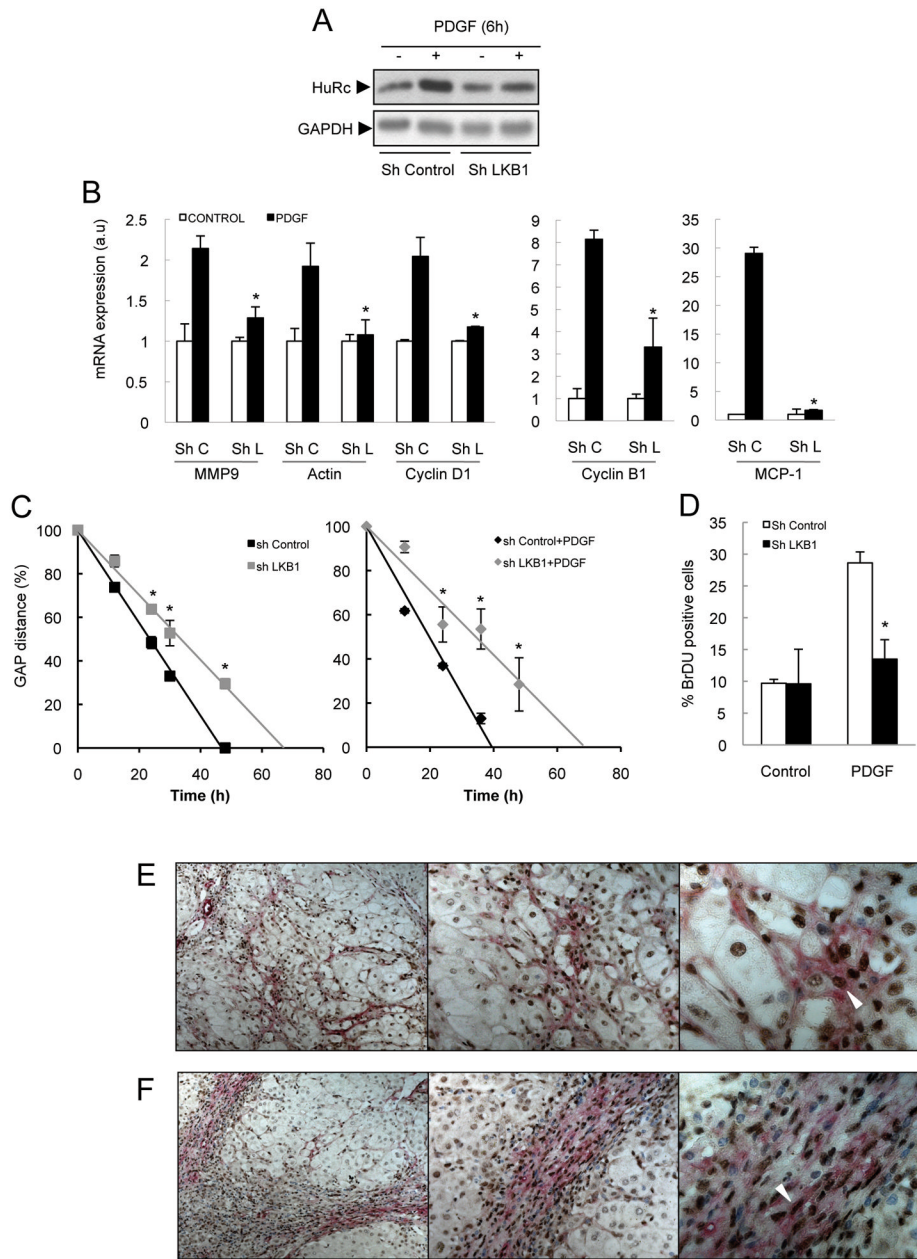 A
PDGF (6h)
- + - +
HuRc
GAPDH
Sh Control Sh LKB1
B
CONTROL PDGF
mRNA expression (a.u)
2.5
2
1.5
1
0.5
0
* * *
Sh C Sh L Sh C Sh L Sh C Sh L
MMP9 Actin Cyclin D1
9
8
7
6
5
4
3
2
1
0
*
Sh C Sh L
Cyclin B1
35
30
25
20
15
10
5
0
*
Sh C Sh L
MCP-1
C
GAP distance (%)
100
80
60
40
20
0
0 20 40 60 80
Time (h)
sh Control
sh LKB1
* * *
100
80
60
40
20
0
0 20 40 60 80
Time (h)
sh Control+PDGF
sh LKB1+PDGF
* * *
D
% BrDU positive cells
35
30
25
20
15
10
5
0
Sh Control
Sh LKB1
*
Control PDGF
E
F